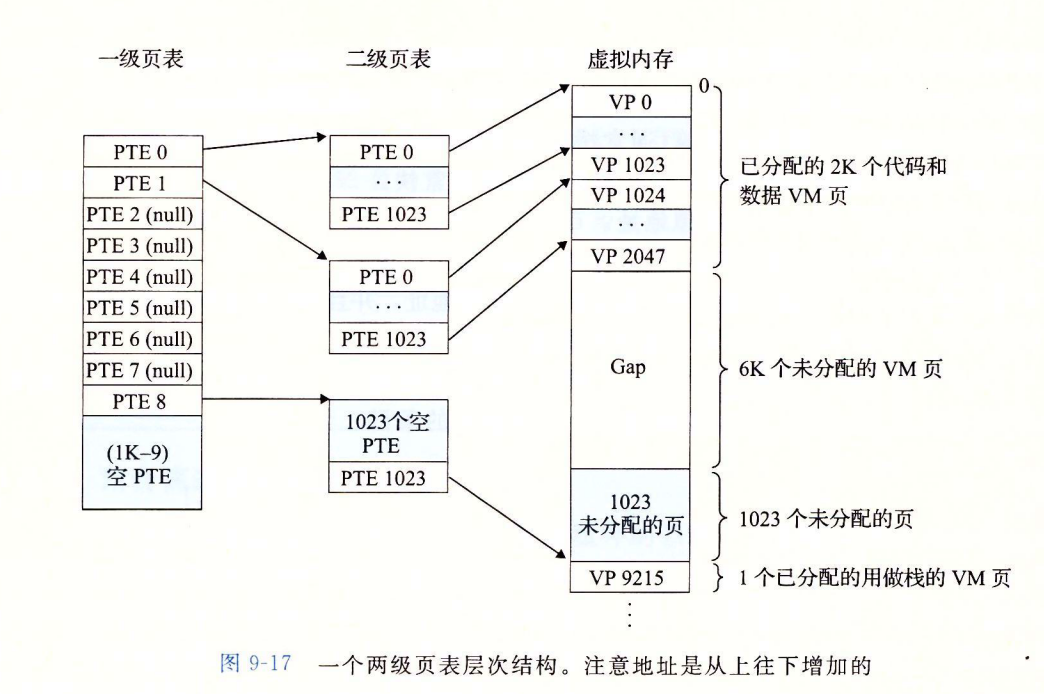 一级页表
二级页表
虚拟内存
PTE 0
PTE 1
PTE 2 (null)
PTE 3 (null)
PTE 4 (null)
PTE 5 (null)
PTE 6 (null)
PTE 7 (null)
PTE 8
(1K–9)
空 PTE
PTE 0
···
PTE 1023
PTE 0
···
PTE 1023
1023个空
PTE
PTE 1023
0
VP 0
···
VP 1023
VP 1024
···
VP 2047
Gap
1023
未分配的页
VP 9215
⋮
已分配的 2K 个代码和
数据 VM 页
6K 个未分配的 VM 页
1023 个未分配的页
1 个已分配的用做栈的 VM 页
图 9-17 一个两级页表层次结构。注意地址是从上往下增加的